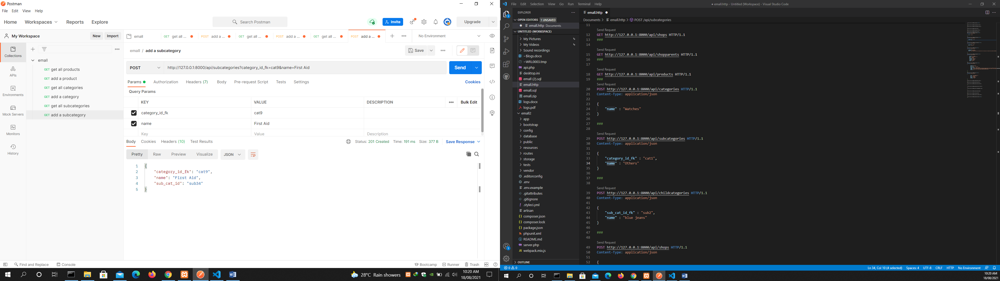 Postman
File Edit View Help
Home Workspaces Reports Explore
Search Postman
Invite
Upgrade
My Workspace
New Import
emall
GET get all ...
POST add a ...
GET get all ...
POST add a ...
GET get all ...
POST add a ...
No Environment
Collections
APIs
Environments
Mock Servers
Monitors
History
emall
GET get all products
GET add a product
GET get all categories
GET add a category
GET get all subcategories
GET add a subcategory
emall / add a subcategory
Save
POST
http://127.0.0.1:8000/api/subcategories?category_id_fk=cat9&name=First Aid
Send
Params Authorization Headers (7) Body Pre-request Script Tests Settings
Cookies
Query Params
KEY VALUE DESCRIPTION
Bulk Edit
category_id_fk cat9
name First Aid
Key Value Description
Body Cookies Headers (10) Test Results
Status: 201 Created Time: 191 ms Size: 377 B
Save Response
Pretty Raw Preview Visualize JSON
1 {
2 "category_id_fk": "cat9",
3 "name": "First Aid",
4 "sub_cat_id": "sub34"
5 }
Find and Replace Console
Bootcamp Runner Trash
28°C Rain showers
10:20 AM
18/08/2021
File Edit Selection View Go Run Terminal Help
● emall.http - Untitled (Workspace) - Visual Studio Code
EXPLORER
OPEN EDITORS 1 UNSAVED
emall.http Documents
UNTITLED (WORKSPACE)
My Pictures
My Videos
Sound recordings
~$logs.docx
~WRL0003.tmp
api.php
desktop.ini
emall (2).sql
emall.http
emall.sql
emall.zip
logs.docx
logs.pdf
emall2
app
bootstrap
config
database
public
resources
routes
storage
tests
vendor
.editorconfig
.env
.env.example
.gitattributes
.gitignore
.styleci.yml
artisan
composer.json
composer.lock
package.json
phpunit.xml
README.md
server.php
webpack.mix.js
OUTLINE
emall.http
Documents > emall.http > POST /api/subcategories
11
Send Request
12 GET http://127.0.0.1:8000/api/shops HTTP/1.1
13 ###
14
Send Request
15 GET http://127.0.0.1:8000/api/shopparents HTTP/1.1
16 ###
17
Send Request
18 GET http://127.0.0.1:8000/api/products HTTP/1.1
19 ###
Send Request
20 POST http://127.0.0.1:8000/api/categories HTTP/1.1
21 Content-Type: application/json
22
23 {
24 "name" : "Watches"
25 }
26
27 ###
28
Send Request
29 POST http://127.0.0.1:8000/api/subcategories HTTP/1.1
30 Content-Type: application/json
31
32 {
33 "category_id_fk" : "cat1",
34 "name" : "Others"
35 }
36
37 ###
38
Send Request
39 POST http://127.0.0.1:8000/api/childcategories HTTP/1.1
40 Content-Type: application/json
41
42 {
43 "sub_cat_id_fk" : "sub2",
44 "name" : "blue jeans"
45 }
46
47 ###
48
Send Request
49 POST http://127.0.0.1:8000/api/shops HTTP/1.1
50 Content-Type: application/json
51
52 {
0 0
Ln 34, Col 10 (4 selected) Spaces: 4 UTF-8 CRLF HTTP No Environment
10:20 AM
18/08/2021